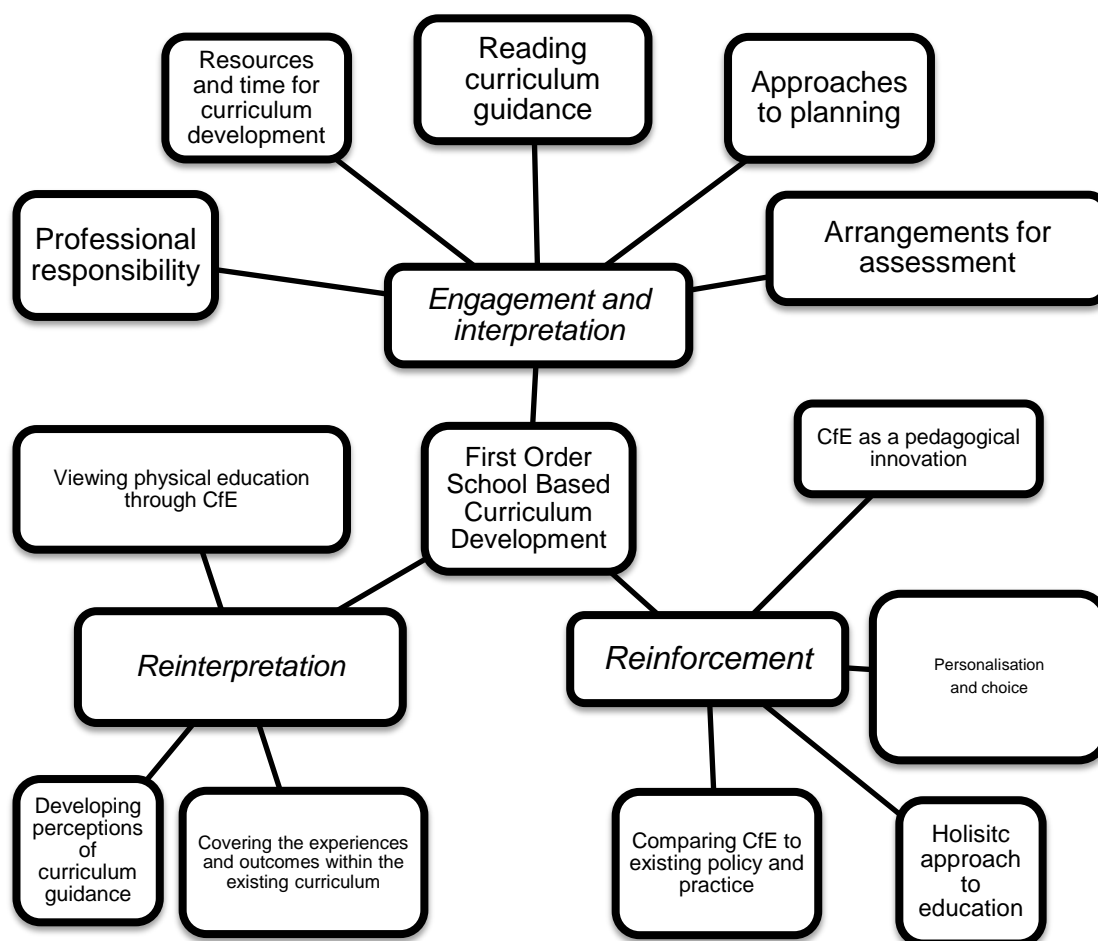 Resources
and time for
curriculum
development
Reading
curriculum
guidance
Approaches
to planning
Professional
responsibility
Arrangements for
assessment
Engagement and
interpretation
First Order
School Based
Curriculum
Development
CfE as a pedagogical
innovation
Viewing physical education
through CfE
Reinterpretation
Reinforcement
Personalisation
and choice
Developing
perceptions
of
curriculum
guidance
Covering the experiences
and outcomes within the
existing curriculum
Comparing CfE to
existing policy and
practice
Holisitc
approach
to
education